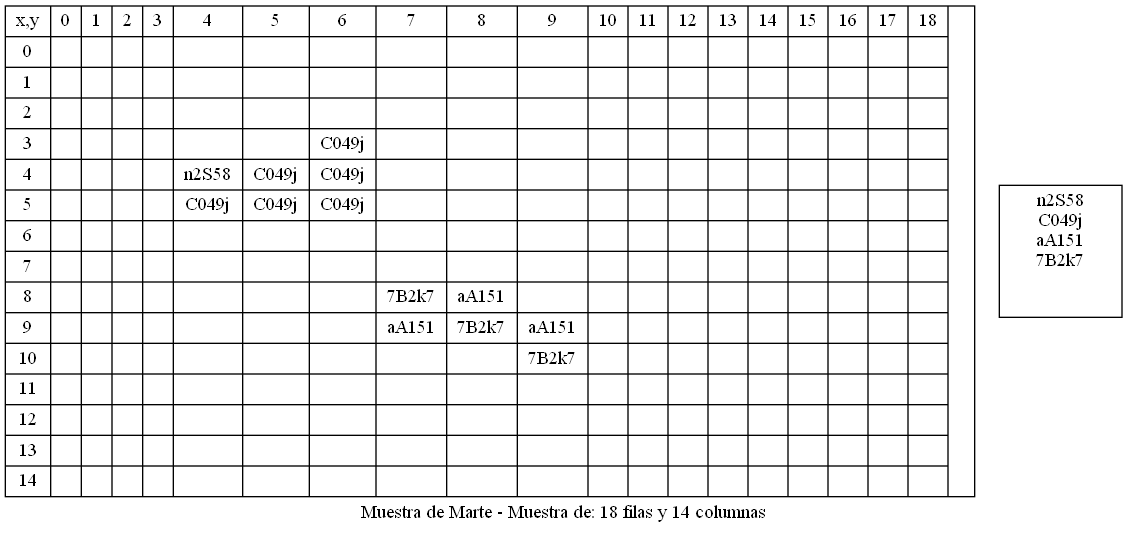 x,y 0 1 2 3 4 5 6 7 8 9 10 11 12 13 14 15 16 17 18
0
1
2
3 C049j
4 n2S58 C049j C049j
5 C049j C049j C049j
6
7
8 7B2k7 aA151
9 aA151 7B2k7 aA151
10 7B2k7
11
12
13
14
n2S58
C049j
aA151
7B2k7
Muestra de Marte - Muestra de: 18 filas y 14 columnas